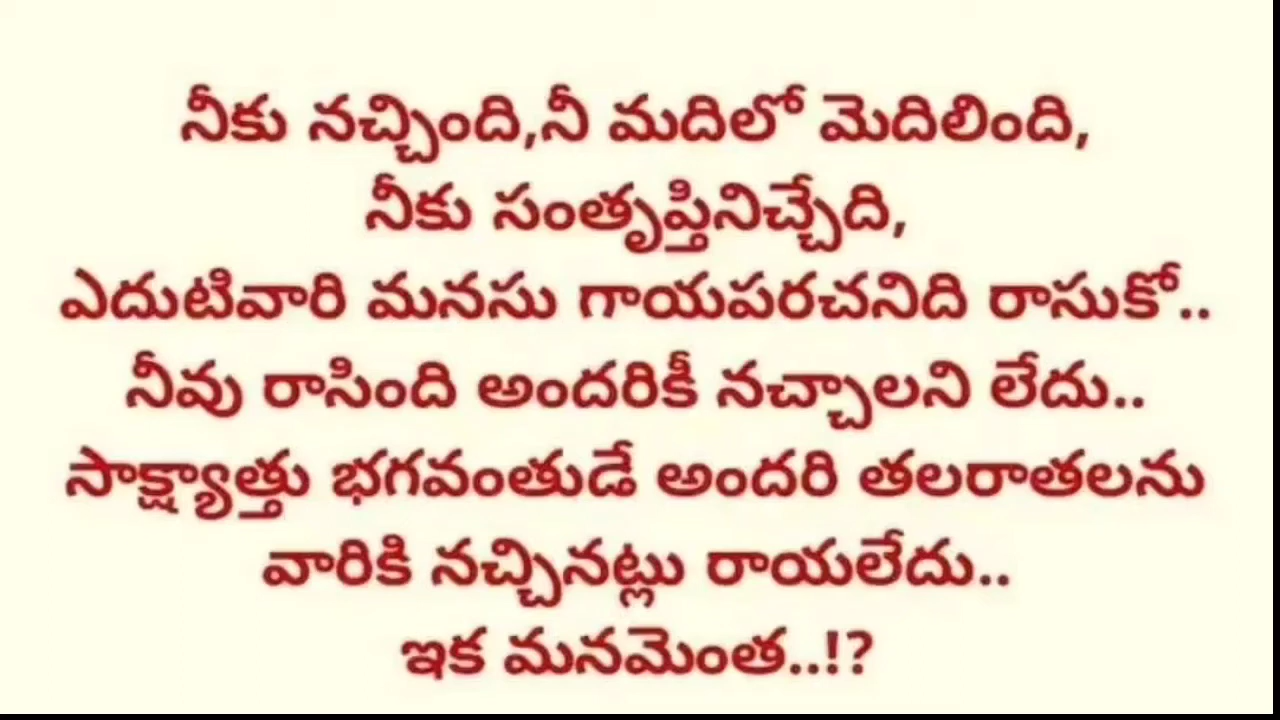 నీకు నచ్చింది,నీ మదిలో మెదిలింది,
నీకు సంతృప్తినిచ్చేది,
ఎదుటివారి మనసు గాయపరచనిది రాసుకో..
నీవు రాసింది అందరికీ నచ్చాలని లేదు..
సాక్ష్యాత్తు భగవంతుడే అందరి తలరాతలను
వారికి నచ్చినట్లు రాయలేదు..
ఇక మనమెంత..!?